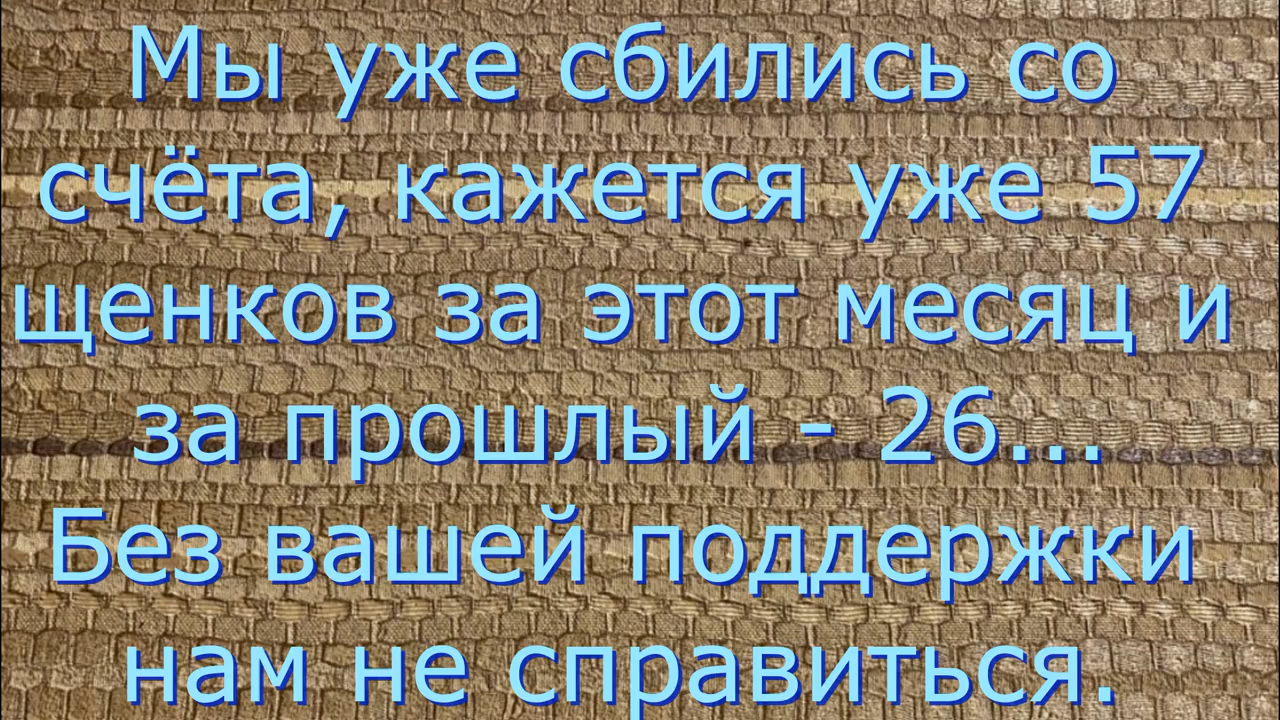 Мы уже сбились со
счёта, кажется уже 57
щенков за этот месяц и
за прошлый - 26...
Без вашей поддержки
нам не справиться.